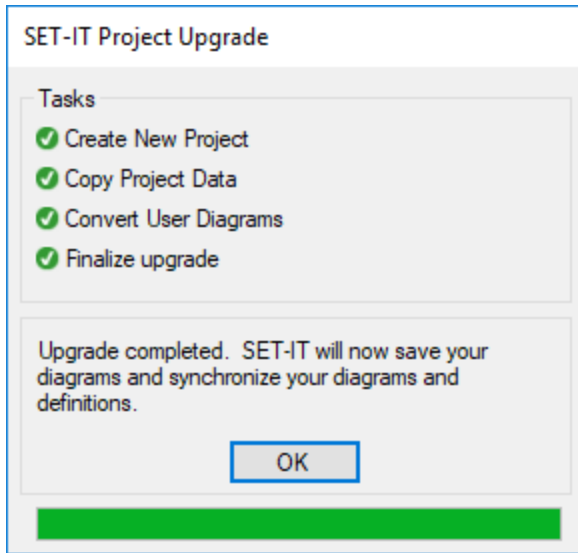 SET-IT Project Upgrade
Tasks
Create New Project
Copy Project Data
Convert User Diagrams
Finalize upgrade
Upgrade completed.  SET-IT will now save your
diagrams and synchronize your diagrams and
definitions.
OK